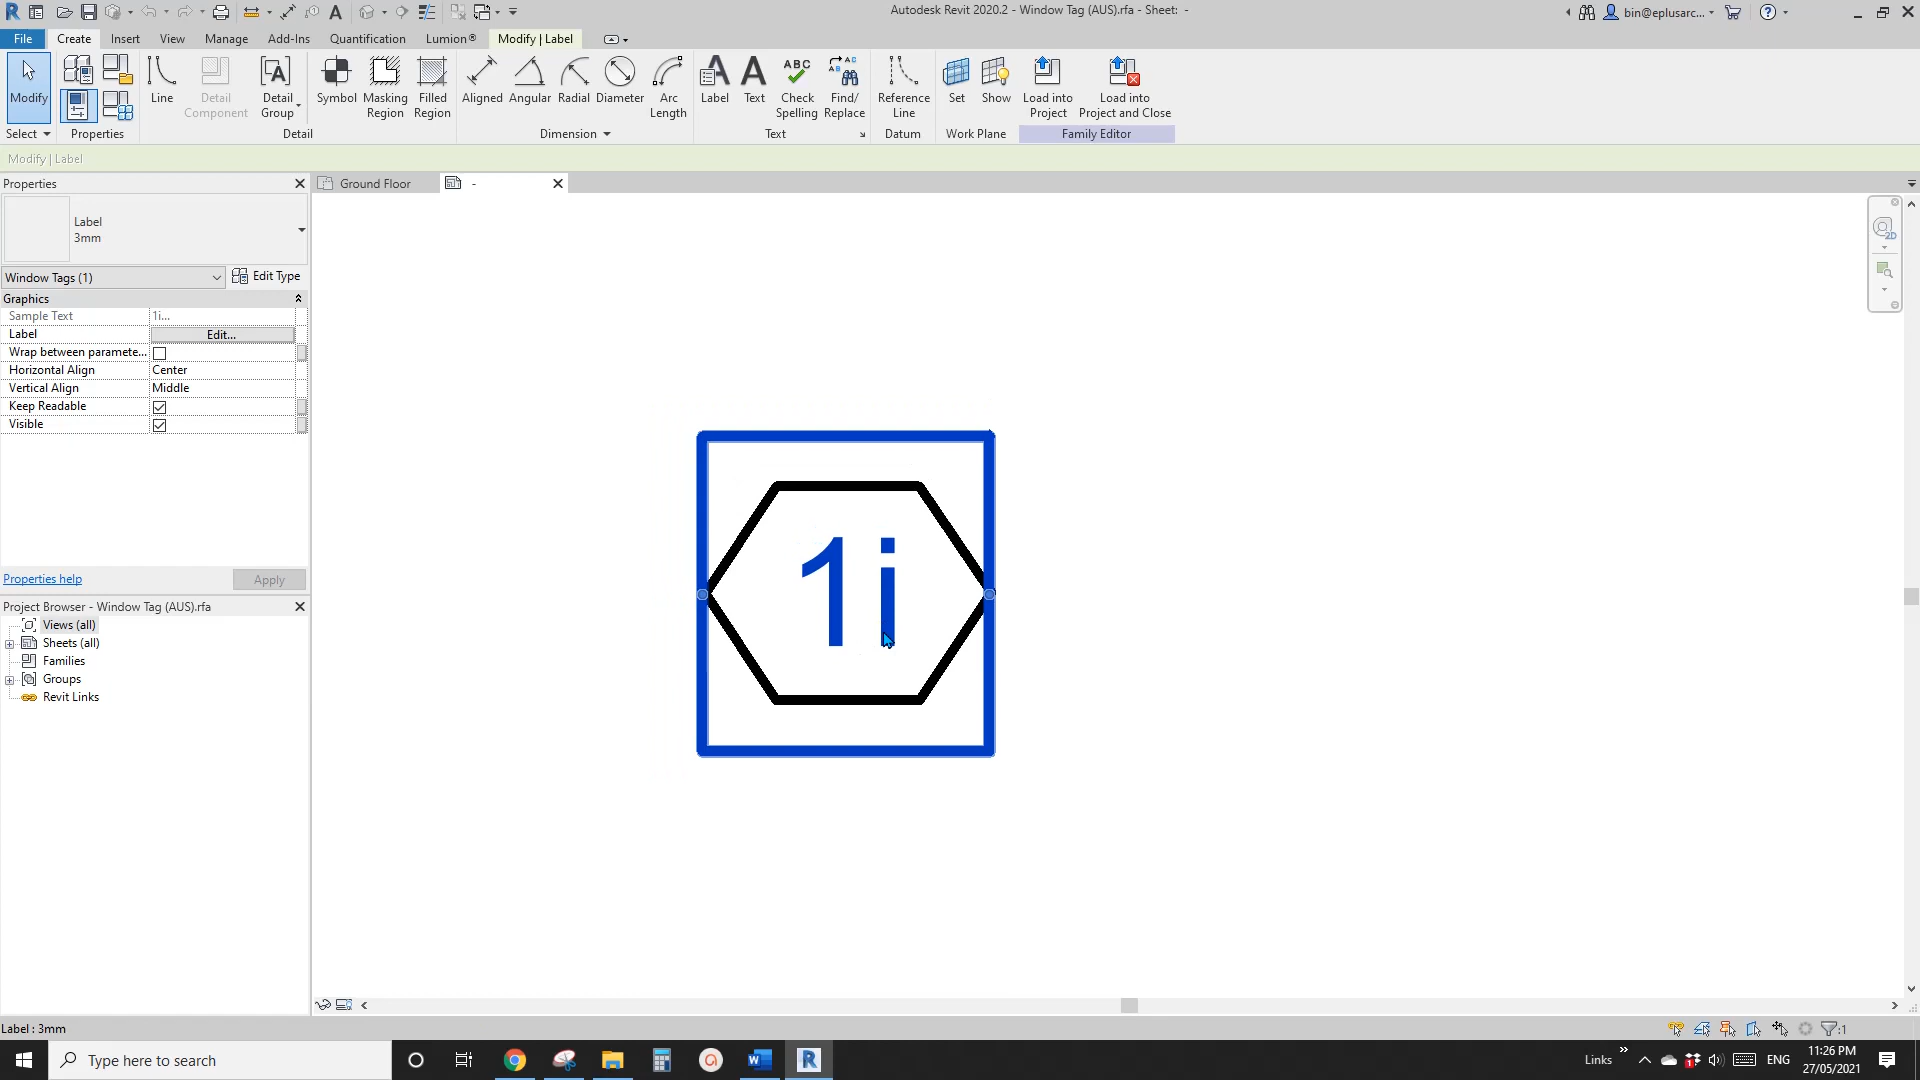 Autodesk Revit 2020.2 - Window Tag (AUS).rfa - Sheet:  -
bin@eplusarc...
File Create Insert View Manage Add-Ins Quantification Lumion® Modify | Label
Modify Line Detail Component Detail Group Symbol Masking Region Filled Region Aligned Angular Radial Diameter Arc Length Label Text ABC Check Spelling Find/ Replace Reference Line Set Show Load into Project Load into Project and Close
Select Properties Detail Dimension Text Datum Work Plane Family Editor
Modify | Label
Properties
Ground Floor
-
Label
3mm
Window Tags (1)
Edit Type
Graphics
Sample Text 1i...
Label Edit...
Wrap between paramete...
Horizontal Align Center
Vertical Align Middle
Keep Readable
Visible
1i
Properties help
Apply
Project Browser - Window Tag (AUS).rfa
Views (all)
Sheets (all)
Families
Groups
Revit Links
Label : 3mm
:1
Type here to search
Links
ENG
11:26 PM
27/05/2021